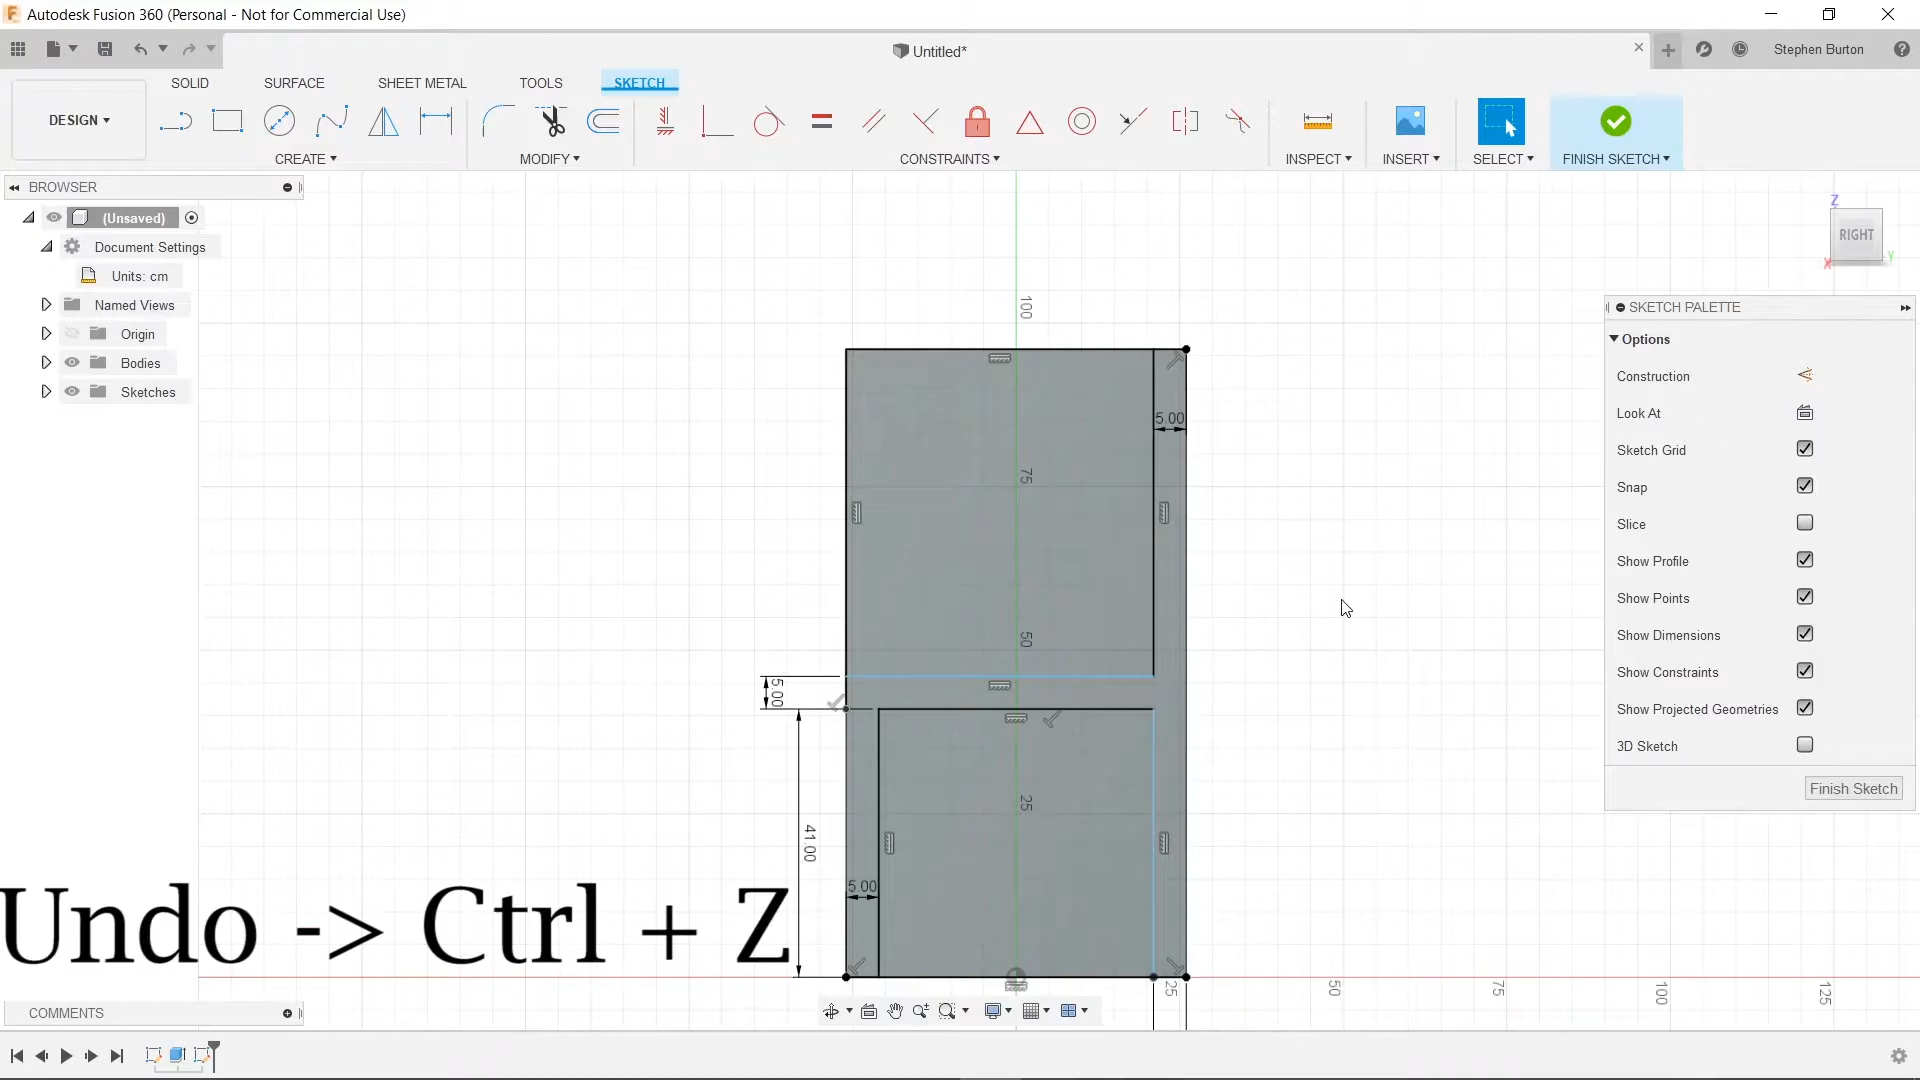 Autodesk Fusion 360 (Personal - Not for Commercial Use)
Untitled*
Stephen Burton
SOLID SURFACE SHEET METAL TOOLS SKETCH
DESIGN
CREATE MODIFY CONSTRAINTS INSPECT INSERT SELECT FINISH SKETCH
BROWSER
(Unsaved)
Document Settings
Units: cm
Named Views
Origin
Bodies
Sketches
Z
RIGHT
X
Y
SKETCH PALETTE
Options
Construction
Look At
Sketch Grid
Snap
Slice
Show Profile
Show Points
Show Dimensions
Show Constraints
Show Projected Geometries
3D Sketch
Finish Sketch
100
5.00
75
50
5.00
25
41.00
5.00
25
50
75
100
125
Undo -> Ctrl + Z
COMMENTS